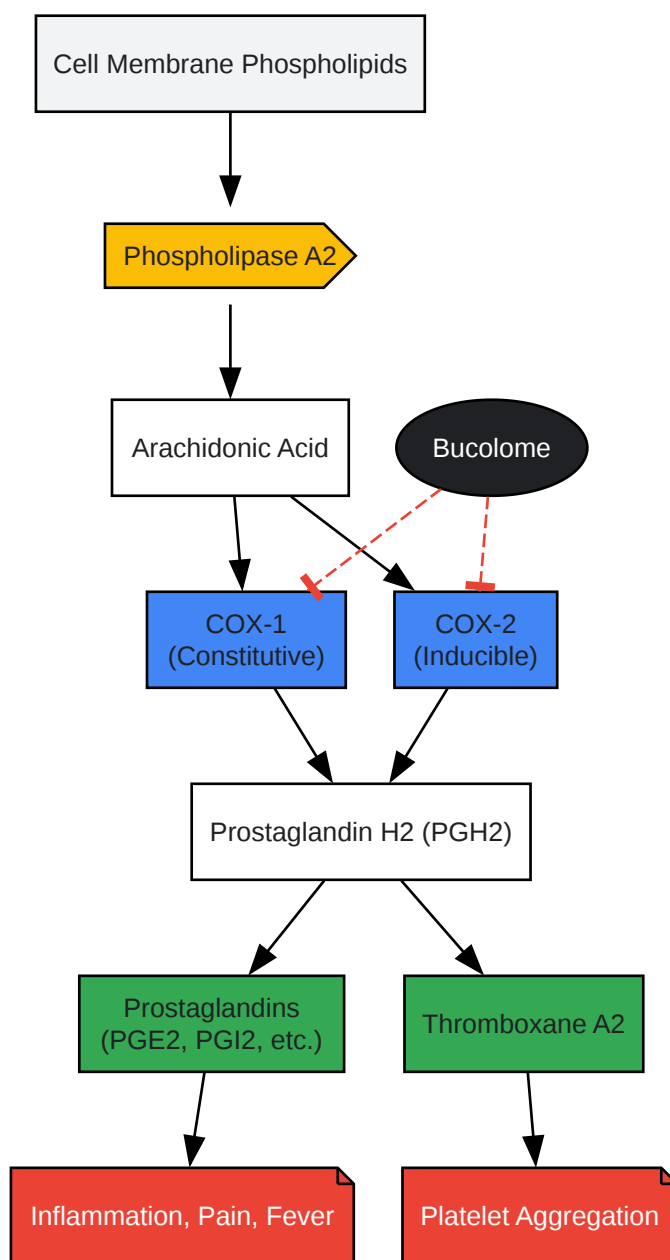 Cell Membrane Phospholipids
Phospholipase A2
Arachidonic Acid
Bucolome
COX-1
(Constitutive)
COX-2
(Inducible)
Prostaglandin H2 (PGH2)
Prostaglandins
(PGE2, PGI2, etc.)
Thromboxane A2
Inflammation, Pain, Fever
Platelet Aggregation